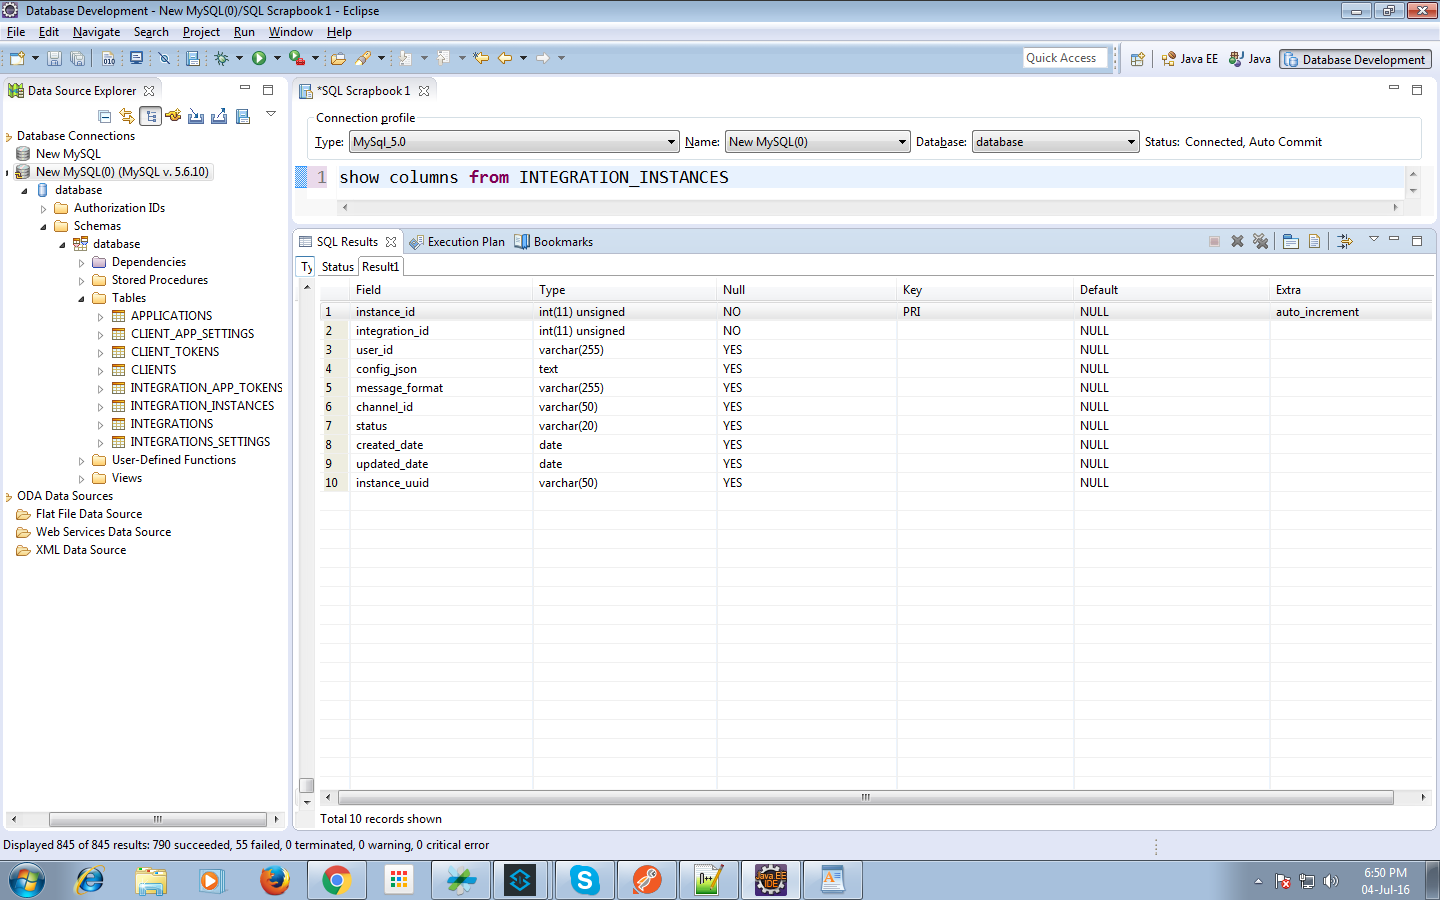 Database Development - New MySQL(0)/SQL Scrapbook 1 - Eclipse
File Edit Navigate Search Project Run Window Help
Quick Access Java EE Java Database Development
Data Source Explorer
Database Connections
New MySQL
New MySQL(0) (MySQL v. 5.6.10)
database
Authorization IDs
Schemas
database
Dependencies
Stored Procedures
Tables
APPLICATIONS
CLIENT_APP_SETTINGS
CLIENT_TOKENS
CLIENTS
INTEGRATION_APP_TOKENS
INTEGRATION_INSTANCES
INTEGRATIONS
INTEGRATIONS_SETTINGS
User-Defined Functions
Views
ODA Data Sources
Flat File Data Source
Web Services Data Source
XML Data Source
*SQL Scrapbook 1
Connection profile
Type: MySql_5.0 Name: New MySQL(0) Database: database Status: Connected, Auto Commit
1 show columns from INTEGRATION_INSTANCES
SQL Results Execution Plan Bookmarks
Ty Status Result1
Field Type Null Key Default Extra
1 instance_id int(11) unsigned NO PRI NULL auto_increment
2 integration_id int(11) unsigned NO NULL
3 user_id varchar(255) YES NULL
4 config_json text YES NULL
5 message_format varchar(255) YES NULL
6 channel_id varchar(50) YES NULL
7 status varchar(20) YES NULL
8 created_date date YES NULL
9 updated_date date YES NULL
10 instance_uuid varchar(50) YES NULL
Total 10 records shown
Displayed 845 of 845 results: 790 succeeded, 55 failed, 0 terminated, 0 warning, 0 critical error
Java EE
IDE
6:50 PM
04-Jul-16